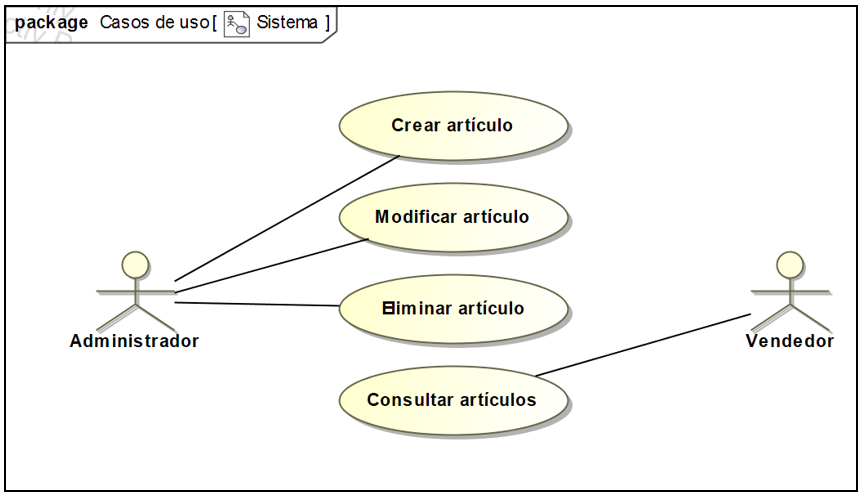 package Casos de uso [ Sistema ]
Crear artículo
Modificar artículo
Eliminar artículo
Administrador
Vendedor
Consultar artículos